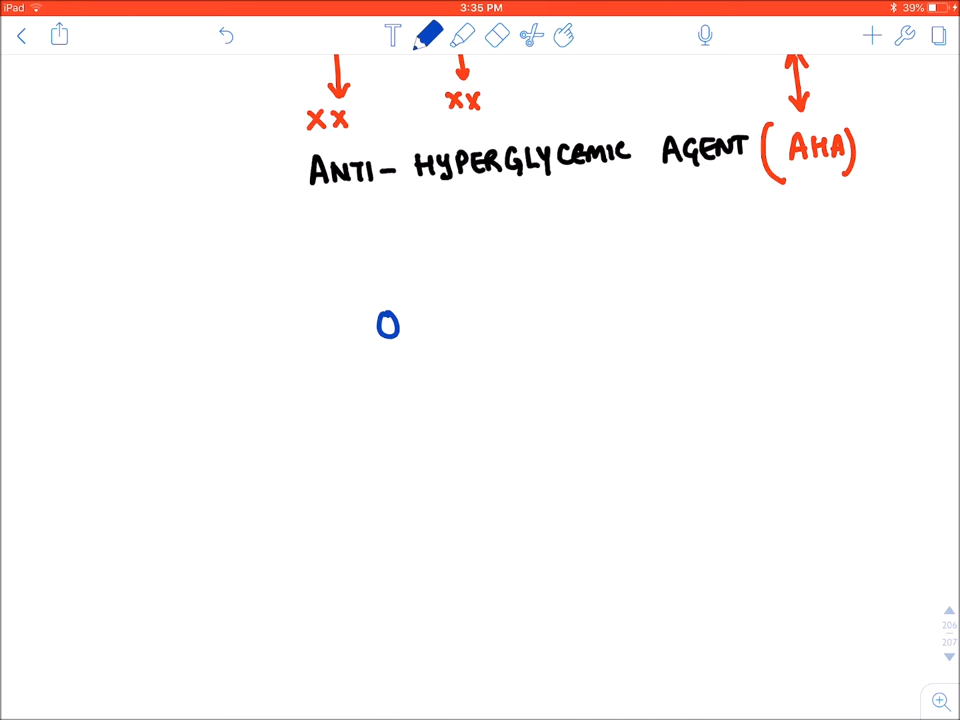 iPad 3:35 PM 39%
T
XX XX
ANTI-HYPERGLYCEMIC AGENT (AHA)
O
206
207